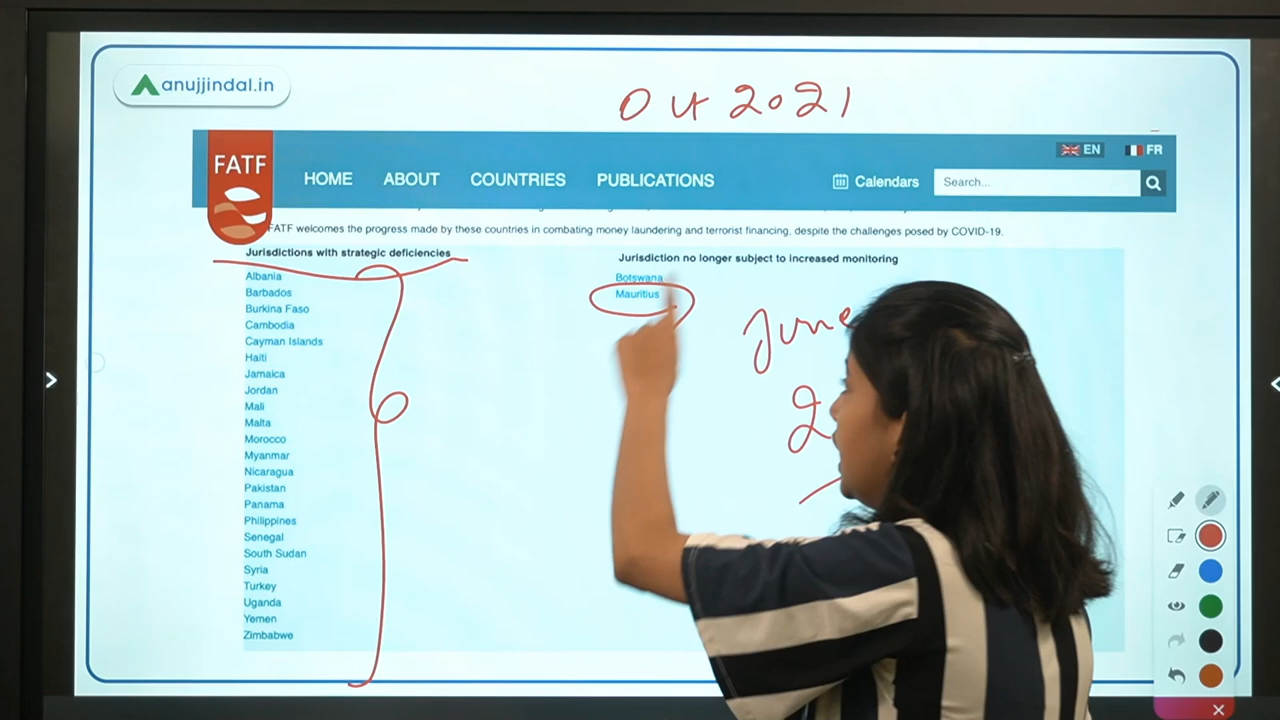 anujjindal.in
Oct 2021
EN FR
FATF HOME ABOUT COUNTRIES PUBLICATIONS Calendars Search...
FATF welcomes the progress made by these countries in combating money laundering and terrorist financing, despite the challenges posed by COVID-19.
Jurisdictions with strategic deficiencies
Albania
Barbados
Burkina Faso
Cambodia
Cayman Islands
Haiti
Jamaica
Jordan
Mali
Malta
Morocco
Myanmar
Nicaragua
Pakistan
Panama
Philippines
Senegal
South Sudan
Syria
Turkey
Uganda
Yemen
Zimbabwe
Jurisdiction no longer subject to increased monitoring
Botswana
Mauritius
June
2